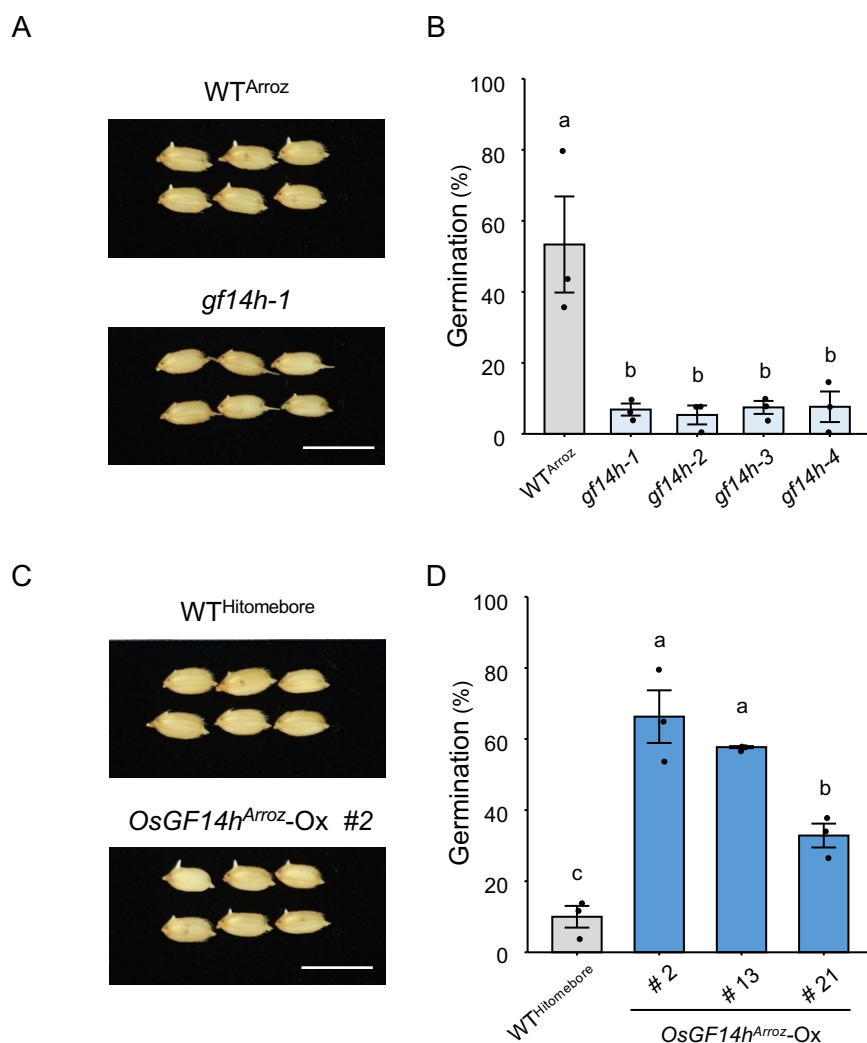 A
WT^Arroz
gf14h-1
B
Germination (%)
100
80
60
40
20
0
a
b
b
b
b
WT^Arroz
gf14h-1
gf14h-2
gf14h-3
gf14h-4
C
WT^Hitomebore
OsGF14h^Arroz-Ox #2
D
Germination (%)
100
80
60
40
20
0
c
a
a
b
WT^Hitomebore
# 2
# 13
# 21
OsGF14h^Arroz-Ox